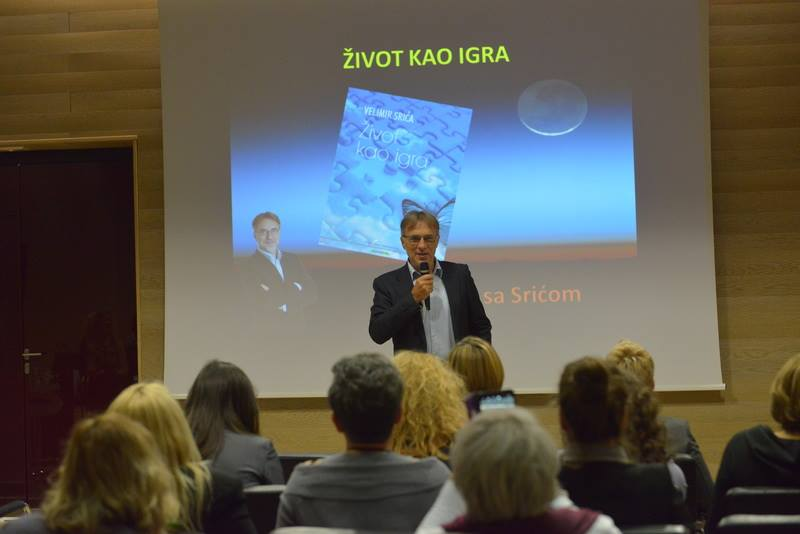 ŽIVOT KAO IGRA
VELIMIR SRIĆA
Život
kao igra
sa Srićom